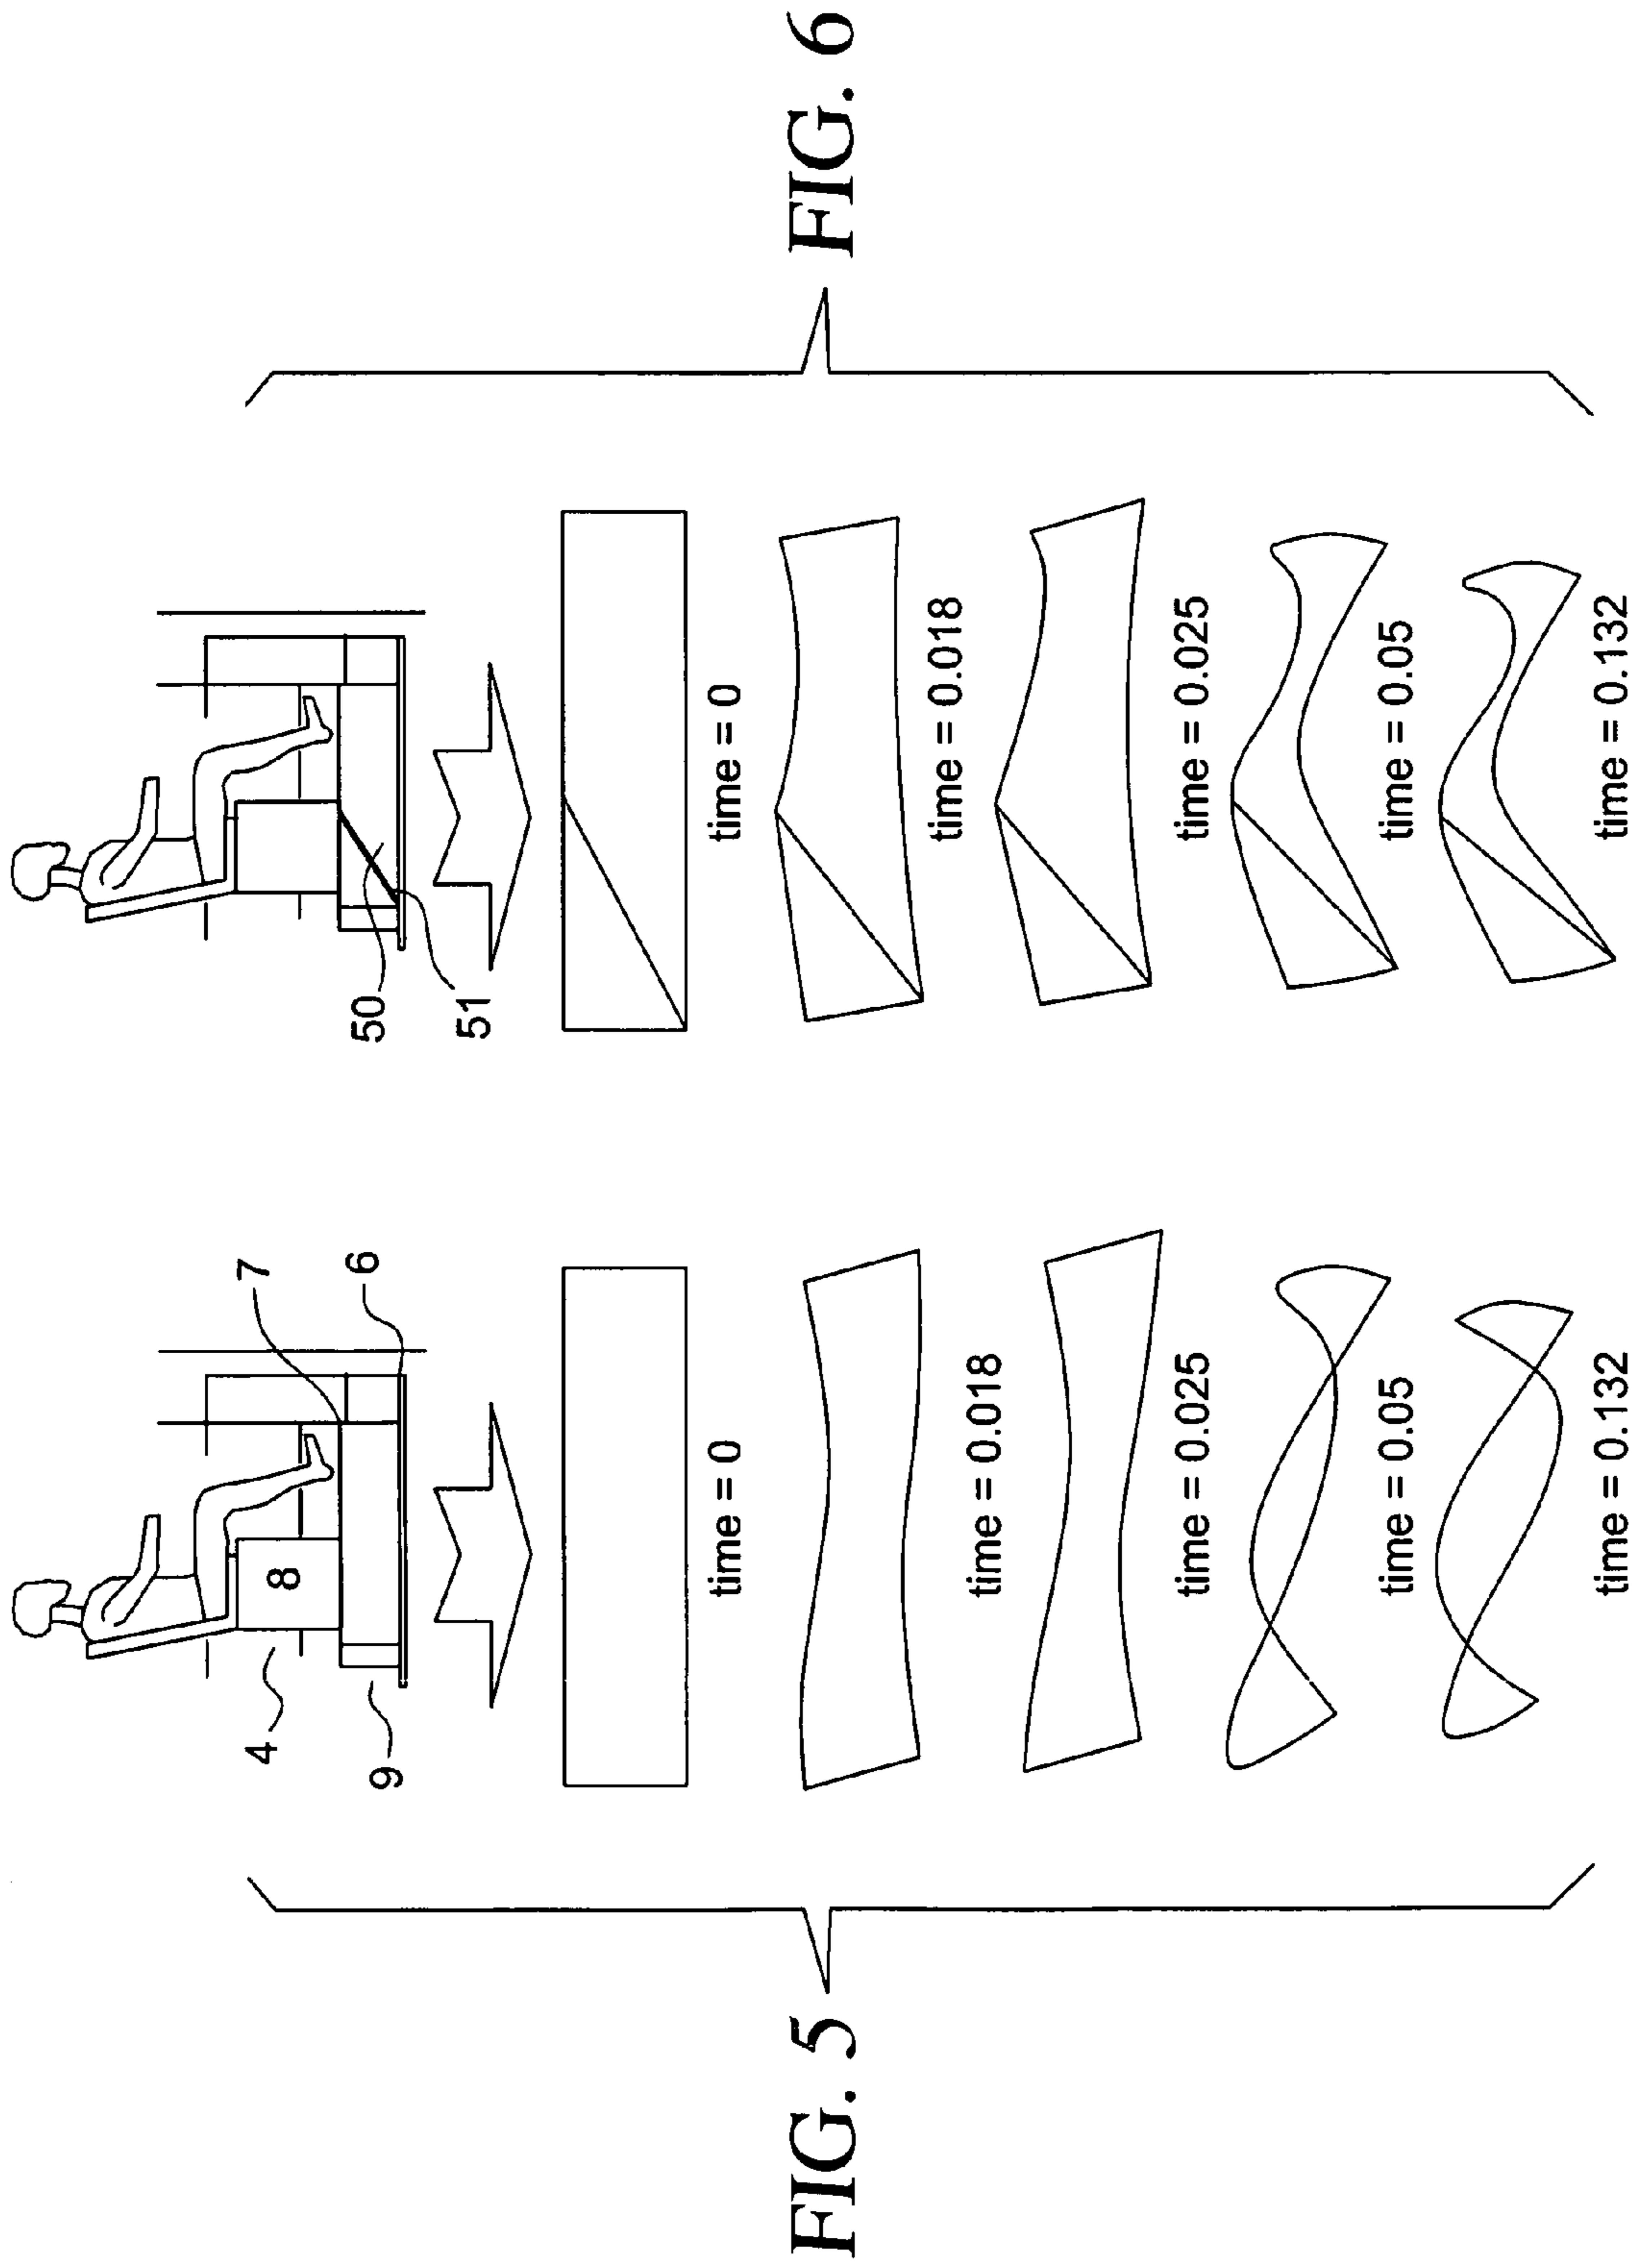 FIG. 5
4
9
8
7
6
time = 0
time = 0.018
time = 0.025
time = 0.05
time = 0.132
FIG. 6
50
51
time = 0
time = 0.018
time = 0.025
time = 0.05
time = 0.132